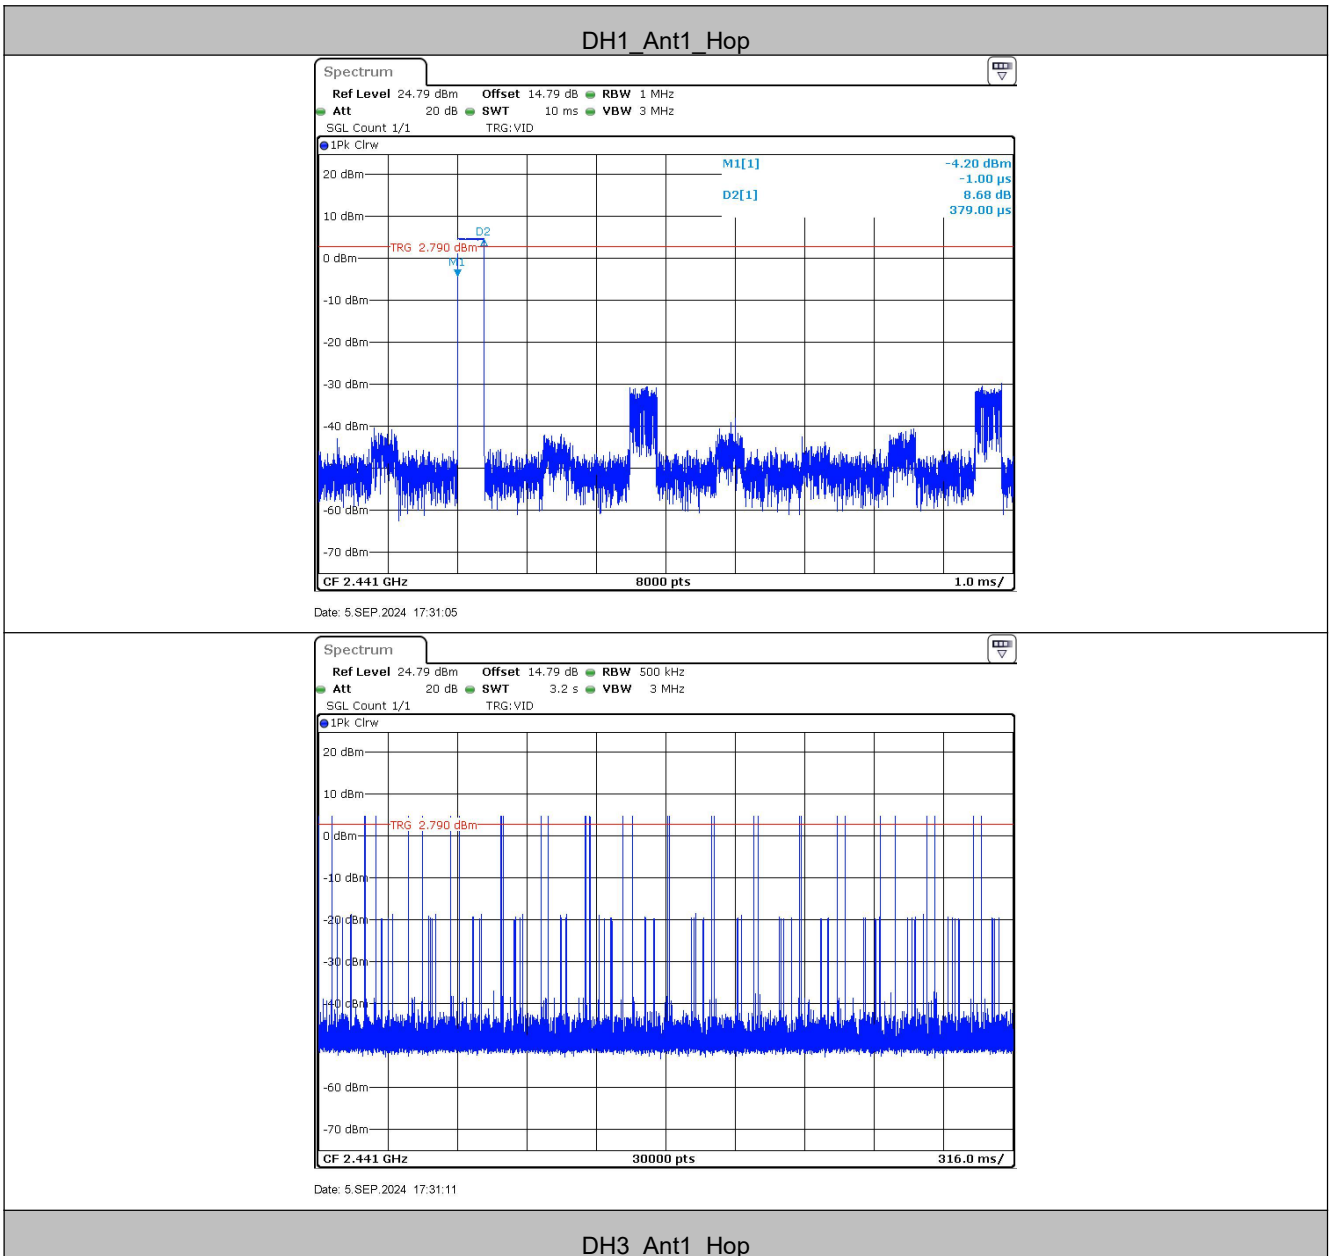 DH1_Ant1_Hop
Spectrum
Ref Level 24.79 dBm Offset 14.79 dB RBW 1 MHz
Att 20 dB SWT 10 ms VBW 3 MHz
SGL Count 1/1 TRG:VID
1Pk Clrw
M1[1] -4.20 dBm
-1.00 µs
D2[1] 8.68 dB
379.00 µs
20 dBm
10 dBm
D2
TRG 2.790 dBm
0 dBm
M1
-10 dBm
-20 dBm
-30 dBm
-40 dBm
-60 dBm
-70 dBm
CF 2.441 GHz 8000 pts 1.0 ms/
Date: 5.SEP.2024 17:31:05
Spectrum
Ref Level 24.79 dBm Offset 14.79 dB RBW 500 kHz
Att 20 dB SWT 3.2 s VBW 3 MHz
SGL Count 1/1 TRG:VID
1Pk Clrw
20 dBm
10 dBm
TRG 2.790 dBm
0 dBm
-10 dBm
-20 dBm
-30 dBm
-40 dBm
-60 dBm
-70 dBm
CF 2.441 GHz 30000 pts 316.0 ms/
Date: 5.SEP.2024 17:31:11
DH3_Ant1_Hop